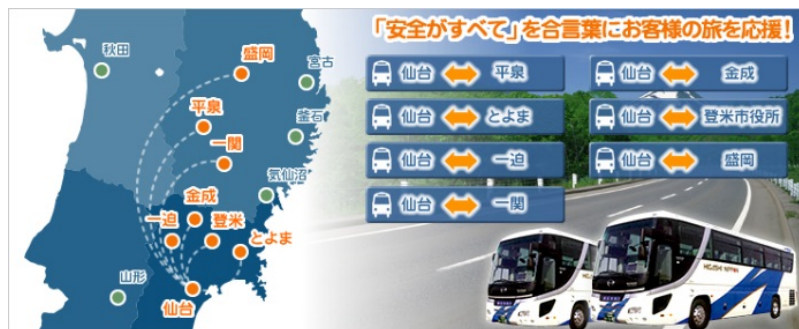 「安全がすべて」を合言葉にお客様の旅を応援!
秋田
盛岡
宮古
平泉
釜石
一関
気仙沼
金成
一迫
登米
とよま
山形
仙台
仙台 平泉
仙台 金成
仙台 とよま
仙台 登米市役所
仙台 一迫
仙台 盛岡
仙台 一関
HIGASHI NIPPON